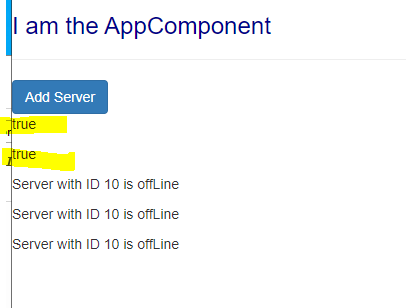 I am the AppComponent
Add Server
true
true
Server with ID 10 is offLine
Server with ID 10 is offLine
Server with ID 10 is offLine